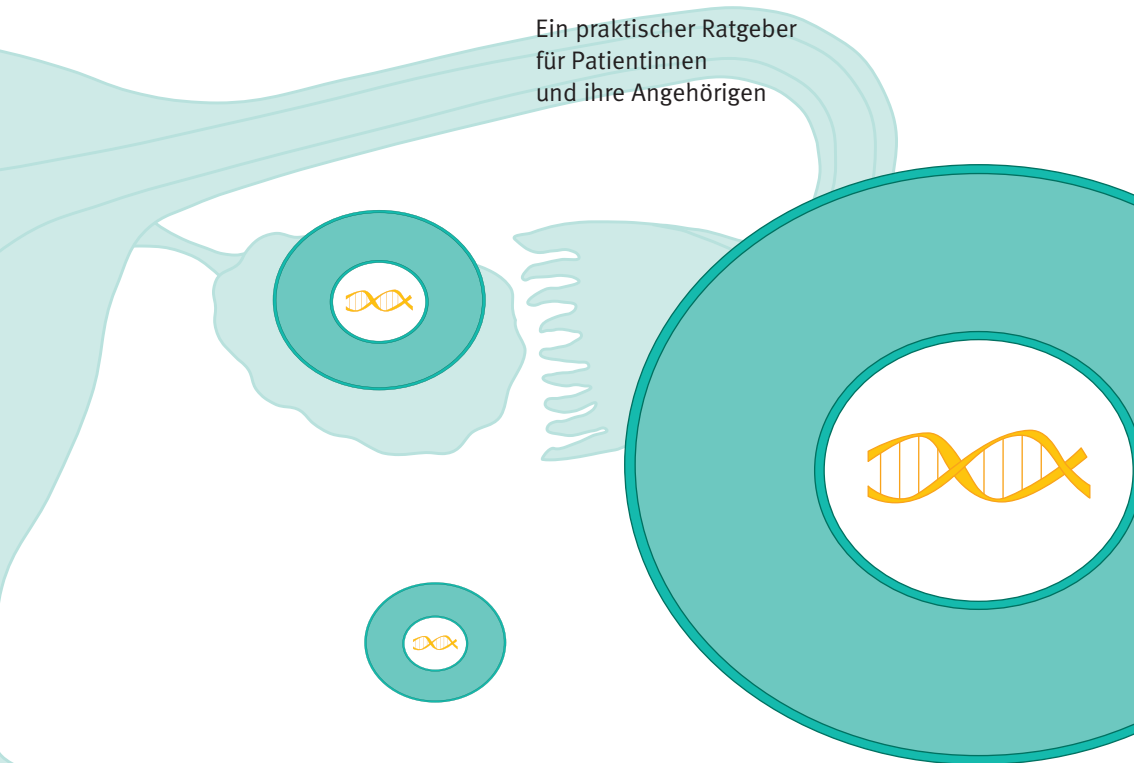 Ein praktischer Ratgeber
für Patientinnen
und ihre Angehörigen